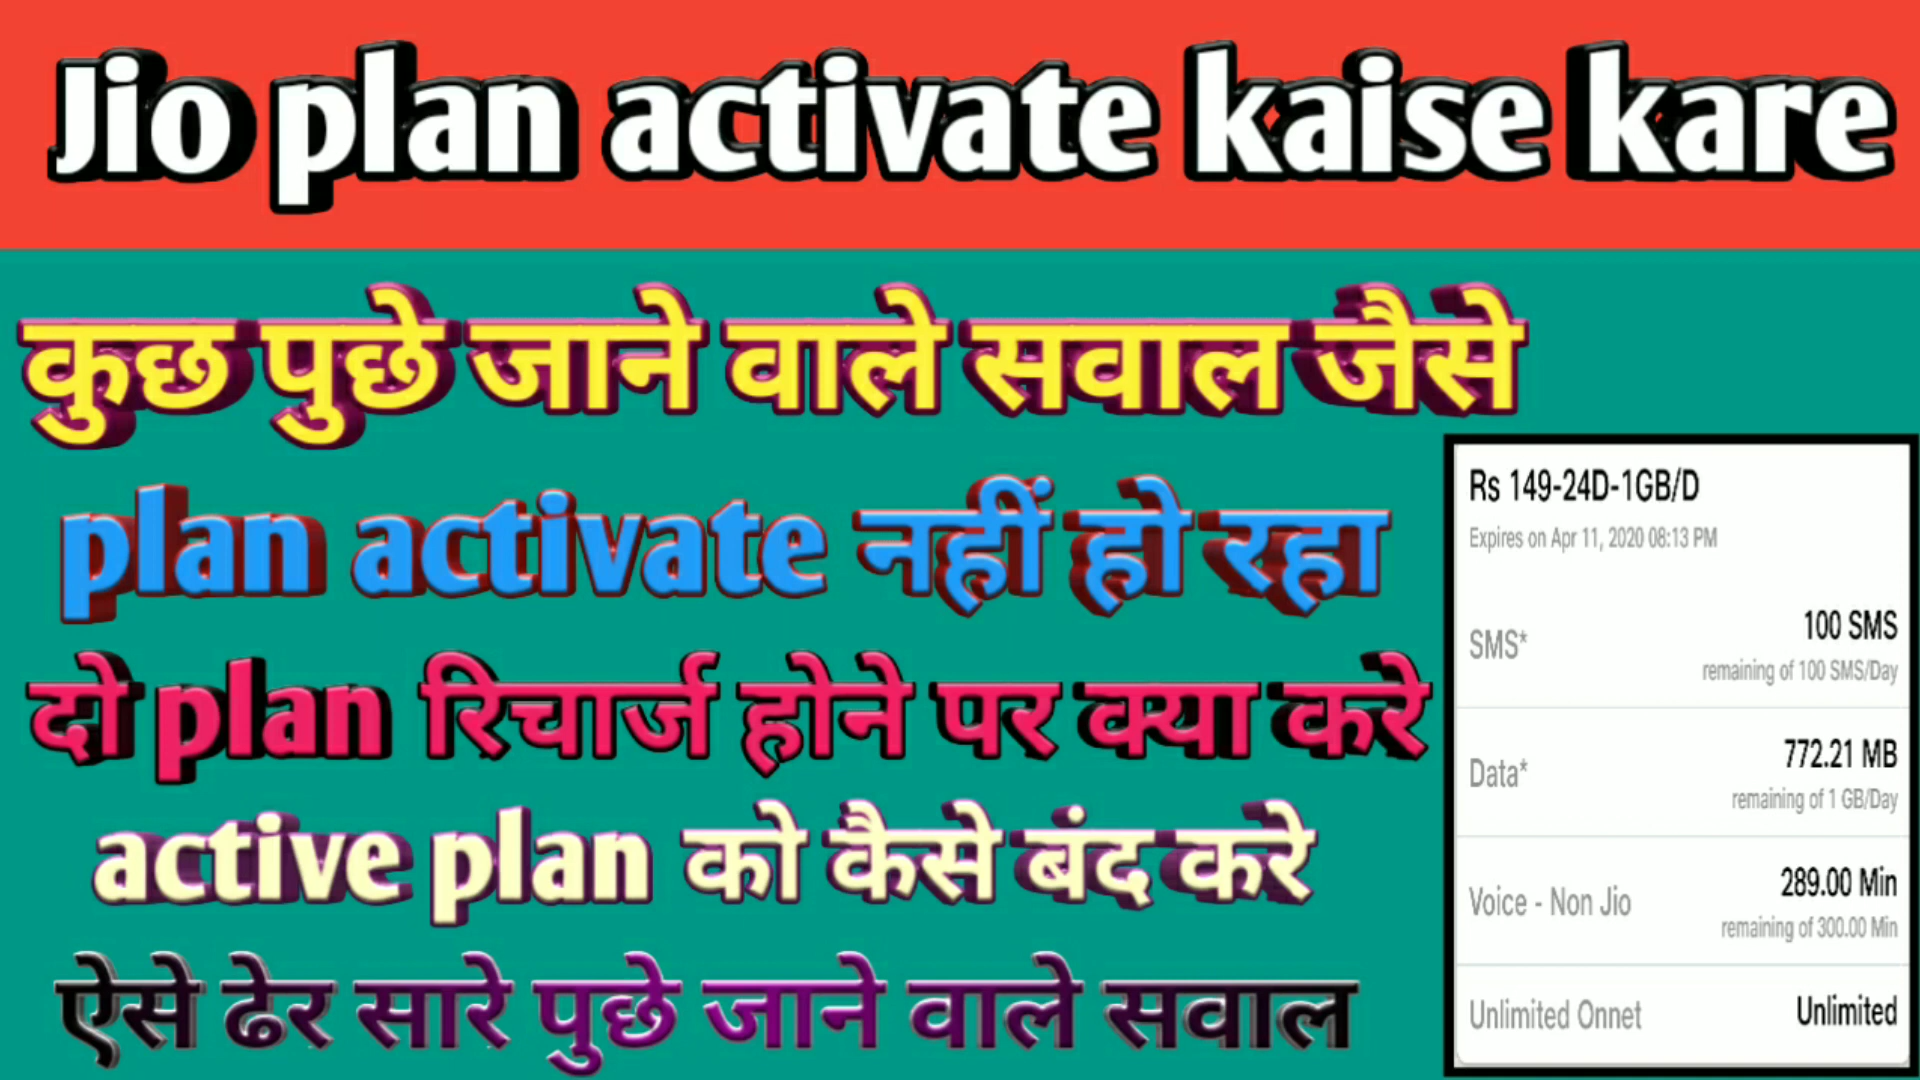 Jio plan activate kaise kare
कुछ पुछे जाने वाले सवाल जैसे
plan activate नहीं हो रहा
दो plan रिचार्ज होने पर क्या करे
active plan को कैसे बंद करे
ऐसे ढेर सारे पुछे जाने वाले सवाल
Rs 149-24D-1GB/D
Expires on Apr 11, 2020 08:13 PM
SMS* 100 SMS
remaining of 100 SMS/Day
Data* 772.21 MB
remaining of 1 GB/Day
Voice - Non Jio 289.00 Min
remaining of 300.00 Min
Unlimited Onnet Unlimited